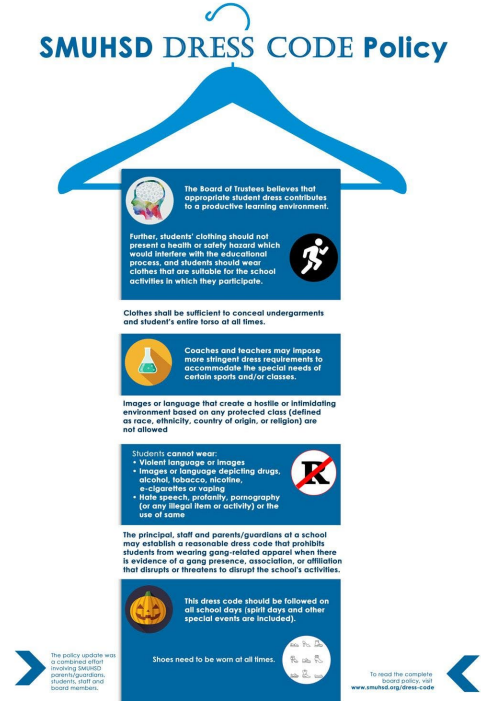 SMUHSD DRESS CODE Policy
The Board of Trustees believes that
appropriate student dress contributes
to a productive learning environment.
Further, students' clothing should not
present a health or safety hazard which
would interfere with the educational
process, and students should wear
clothes that are suitable for the school
activities in which they participate.
Clothes shall be sufficient to conceal undergarments
and student's entire torso at all times.
Coaches and teachers may impose
more stringent dress requirements to
accommodate the special needs of
certain sports and/or classes.
Images or language that create a hostile or intimidating
environment based on any protected class (defined
as race, ethnicity, country of origin, or religion) are
not allowed
Students cannot wear:
• Violent language or images
• Images or language depicting drugs,
alcohol, tobacco, nicotine,
e-cigarettes or vaping
• Hate speech, profanity, pornography
(or any illegal item or activity) or the
use of same
R
The principal, staff and parents/guardians at a school
may establish a reasonable dress code that prohibits
students from wearing gang-related apparel when there
is evidence of a gang presence, association, or affiliation
that disrupts or threatens to disrupt the school's activities.
This dress code should be followed on
all school days (spirit days and other
special events are included).
Shoes need to be worn at all times.
The policy update was
a combined effort
involving SMUHSD
parents/guardians,
students, staff and
board members.
To read the complete
board policy, visit
www.smuhsd.org/dress-code